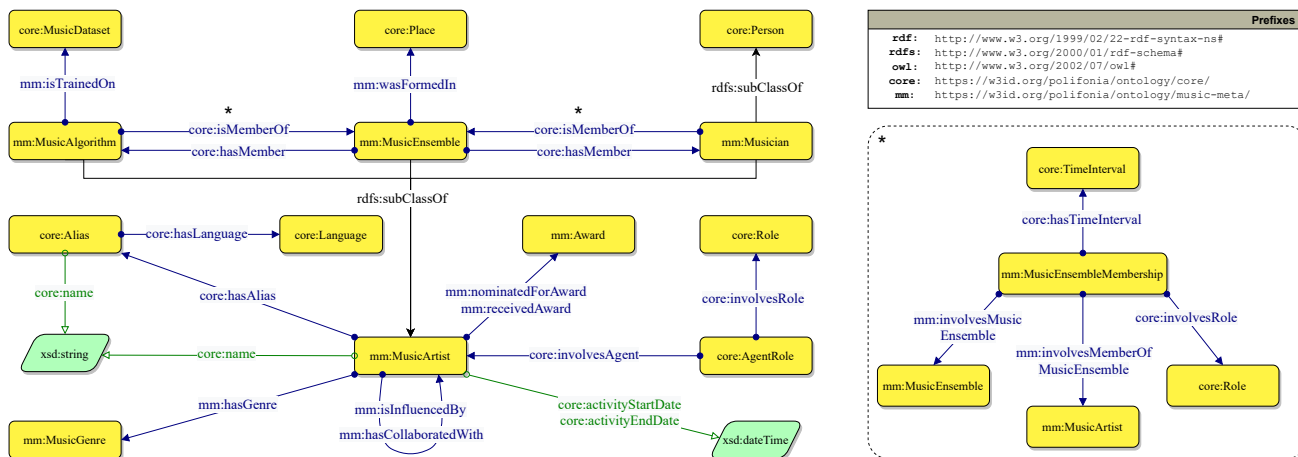 core:MusicDataset
core:Place
core:Person
Prefixes
rdf: http://www.w3.org/1999/02/22-rdf-syntax-ns#
rdfs: http://www.w3.org/2000/01/rdf-schema#
owl: http://www.w3.org/2002/07/owl#
core: https://w3id.org/polifonia/ontology/core/
mm: https://w3id.org/polifonia/ontology/music-meta/
mm:isTrainedOn
mm:wasFormedIn
rdfs:subClassOf
*
*
mm:MusicAlgorithm
core:isMemberOf
core:hasMember
mm:MusicEnsemble
core:isMemberOf
core:hasMember
mm:Musician
rdfs:subClassOf
core:Alias
core:hasLanguage
core:Language
mm:Award
core:Role
core:name
core:hasAlias
mm:nominatedForAward
mm:receivedAward
core:involvesRole
xsd:string
core:name
mm:MusicArtist
core:involvesAgent
core:AgentRole
mm:hasGenre
mm:isInfluencedBy
mm:hasCollaboratedWith
core:activityStartDate
core:activityEndDate
mm:MusicGenre
xsd:dateTime
*
core:TimeInterval
core:hasTimeInterval
mm:MusicEnsembleMembership
mm:involvesMusic
Ensemble
mm:involvesMemberOf
MusicEnsemble
core:involvesRole
mm:MusicEnsemble
mm:MusicArtist
core:Role